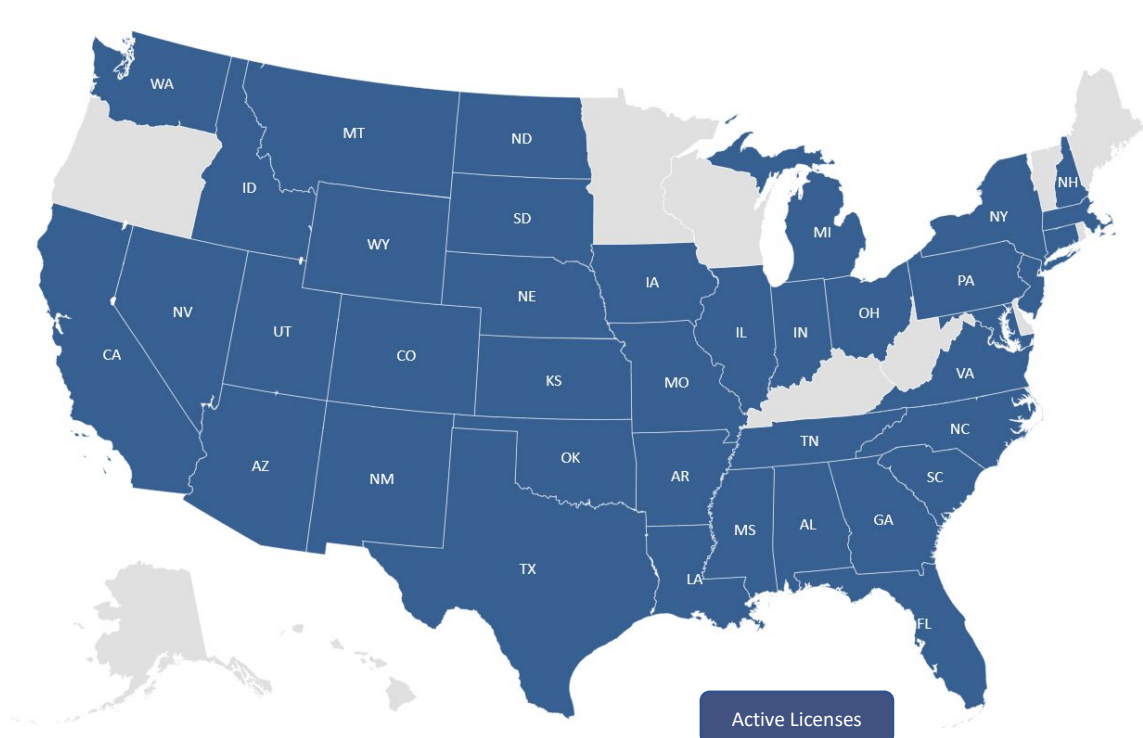 WA
MT
ND
NH
ID
SD
NY
MI
WY
IA
PA
NE
NV
OH
UT
IL
IN
CA
CO
VA
KS
MO
NC
TN
OK
AZ
AR
SC
NM
GA
MS
AL
TX
LA
FL
Active Licenses